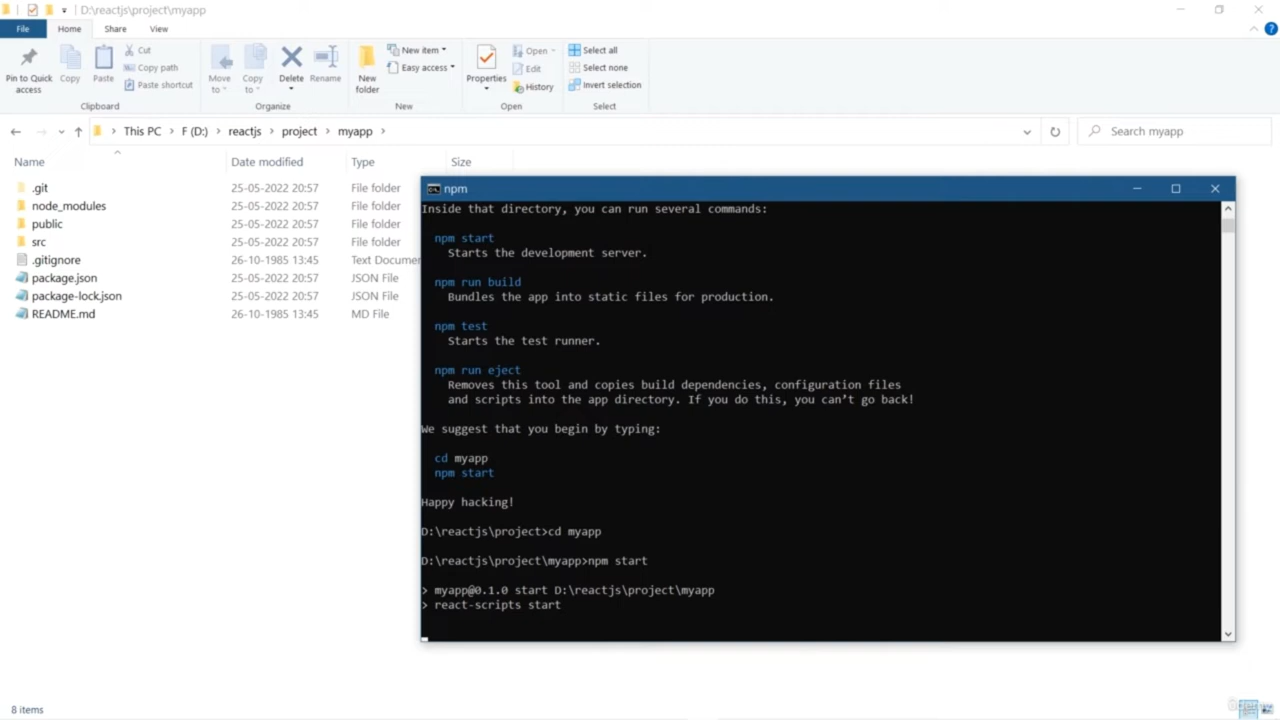 D:\reactjs\project\myapp
File Home Share View
Pin to Quick access
Copy
Paste
Cut
Copy path
Paste shortcut
Clipboard
Move to
Copy to
Delete
Rename
Organize
New folder
New item
Easy access
New
Properties
Open
Edit
History
Open
Select all
Select none
Invert selection
Select
This PC > F (D:) > reactjs > project > myapp >
Search myapp
Name Date modified Type Size
.git 25-05-2022 20:57 File folder
node_modules 25-05-2022 20:57 File folder
public 25-05-2022 20:57 File folder
src 25-05-2022 20:57 File folder
.gitignore 26-10-1985 13:45 Text Docume
package.json 25-05-2022 20:57 JSON File
package-lock.json 25-05-2022 20:57 JSON File
README.md 26-10-1985 13:45 MD File
npm
Inside that directory, you can run several commands:
npm start
Starts the development server.
npm run build
Bundles the app into static files for production.
npm test
Starts the test runner.
npm run eject
Removes this tool and copies build dependencies, configuration files
and scripts into the app directory. If you do this, you can’t go back!
We suggest that you begin by typing:
cd myapp
npm start
Happy hacking!
D:\reactjs\project>cd myapp
D:\reactjs\project\myapp>npm start
> myapp@0.1.0 start D:\reactjs\project\myapp
> react-scripts start
8 items